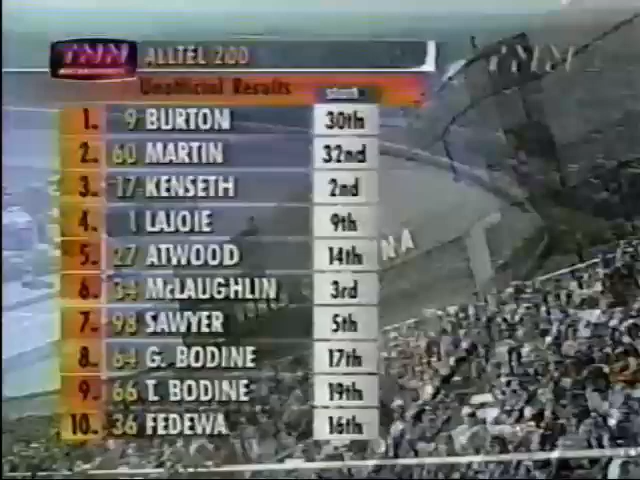 TNN ALLTEL 200 TNN
Unofficial Results
1. 9 BURTON 30th
2. 60 MARTIN 32nd
3. 17 KENSETH 2nd
4. 1 LAJOIE 9th
5. 27 ATWOOD 14th
6. 34 McLAUGHLIN 3rd
7. 98 SAWYER 5th
8. 64 G. BODINE 17th
9. 66 T. BODINE 19th
10. 36 FEDEWA 16th
NA